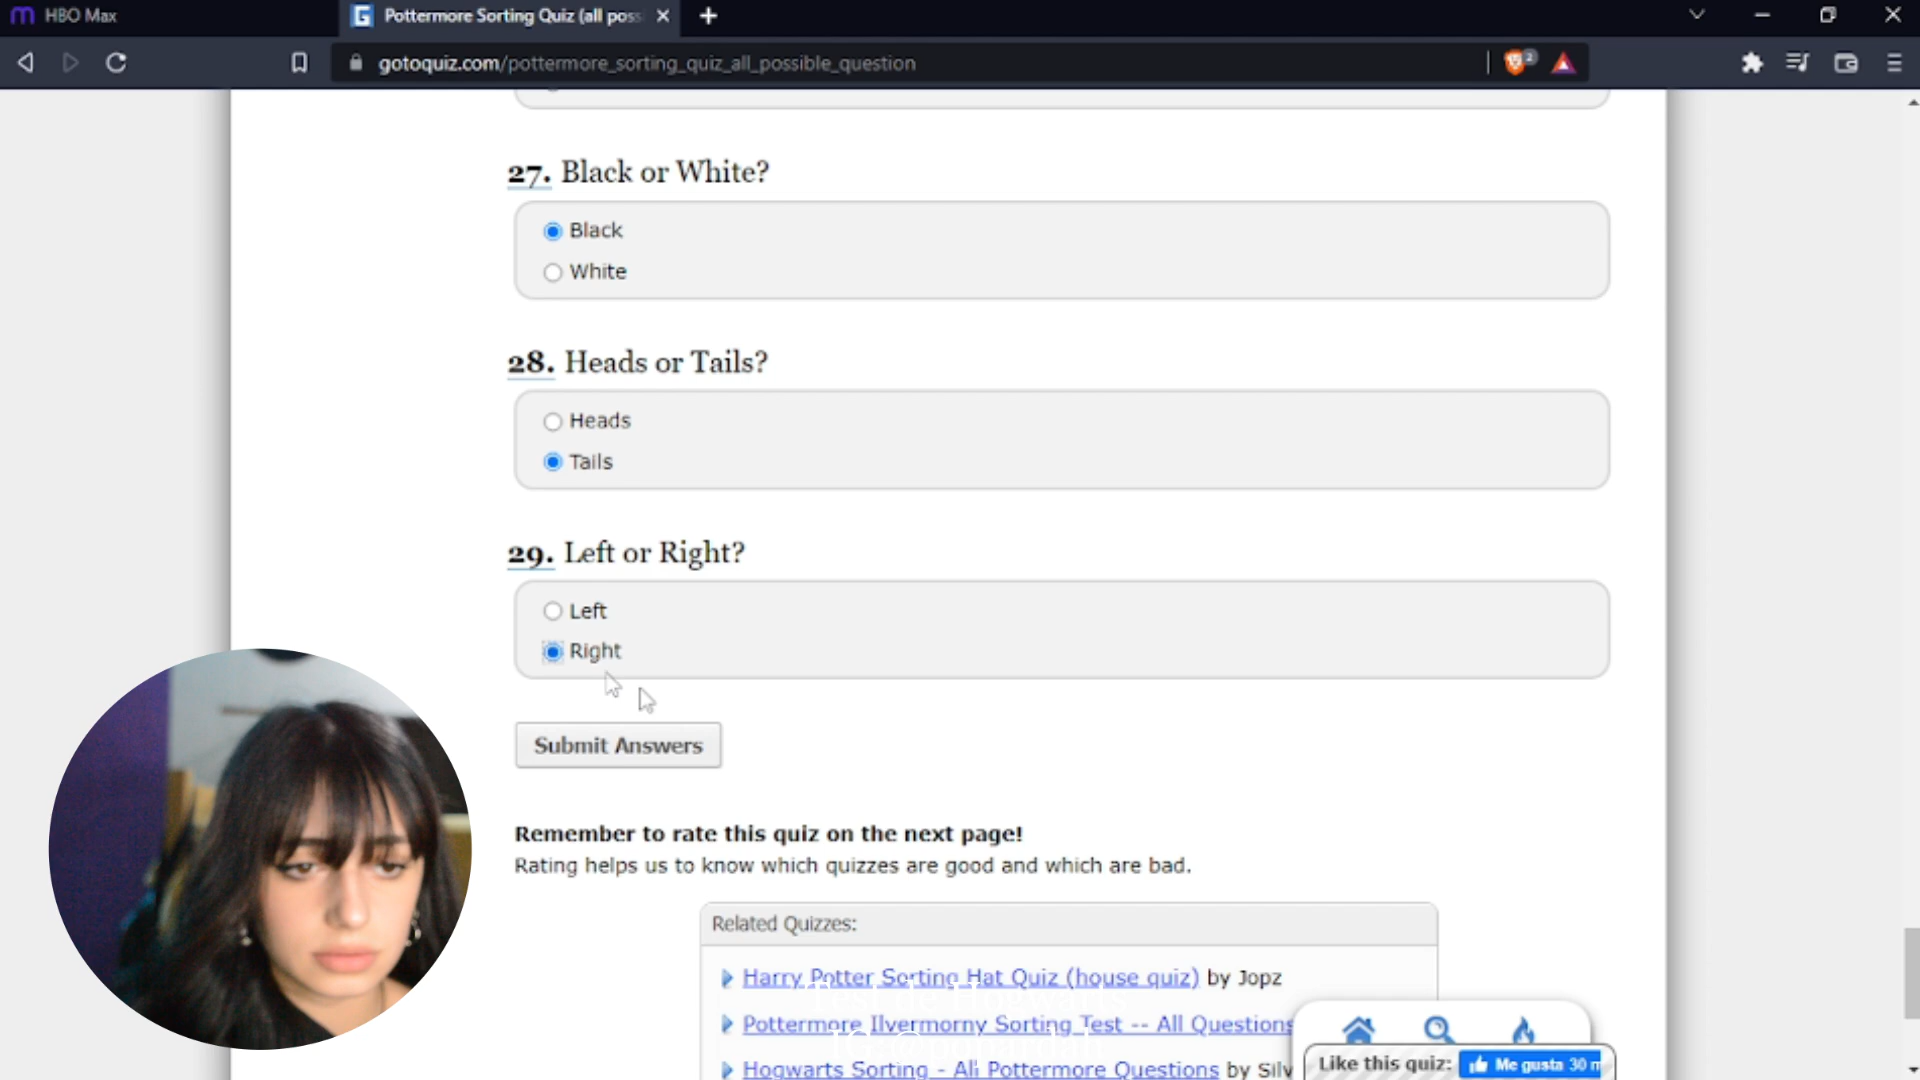 HBO Max
Pottermore Sorting Quiz (all poss
gotoquiz.com/pottermore_sorting_quiz_all_possible_question
2
27. Black or White?
Black
White
28. Heads or Tails?
Heads
Tails
29. Left or Right?
Left
Right
Submit Answers
Remember to rate this quiz on the next page!
Rating helps us to know which quizzes are good and which are bad.
Related Quizzes:
Harry Potter Sorting Hat Quiz (house quiz) by Jopz
Pottermore Ilvermorny Sorting Test -- All Questions
Hogwarts Sorting - All Pottermore Questions by Silv
Like this quiz: Me gusta 30 m